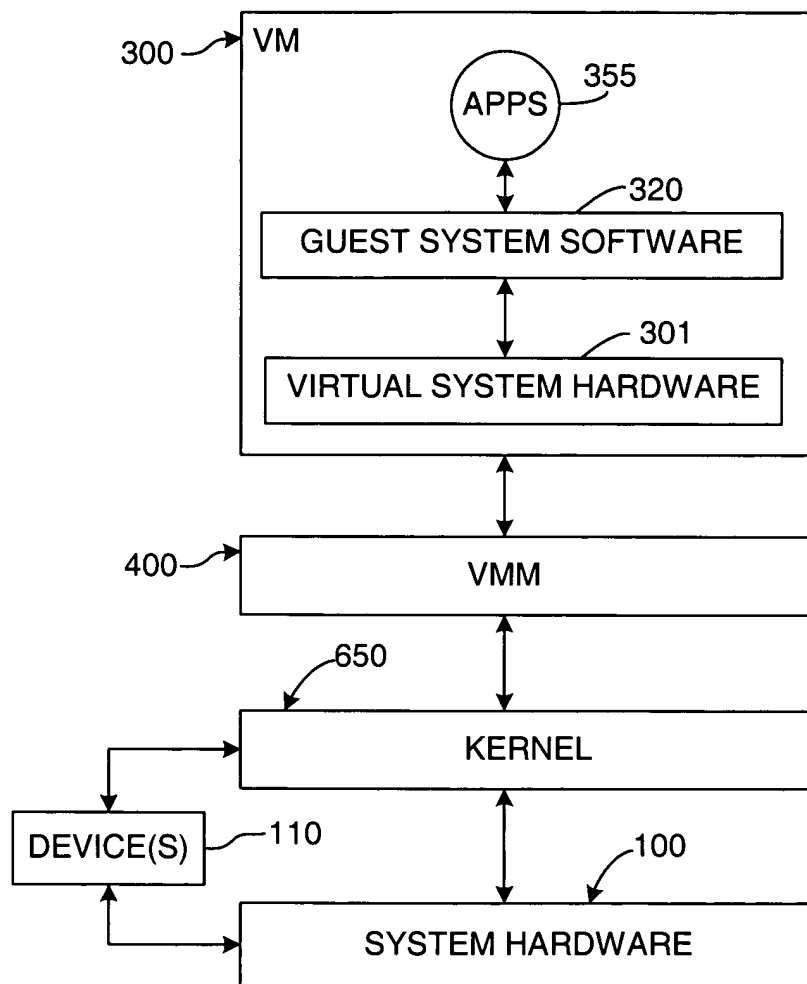 300
VM
APPS
355
320
GUEST SYSTEM SOFTWARE
301
VIRTUAL SYSTEM HARDWARE
400
VMM
650
KERNEL
DEVICE(S)
110
100
SYSTEM HARDWARE